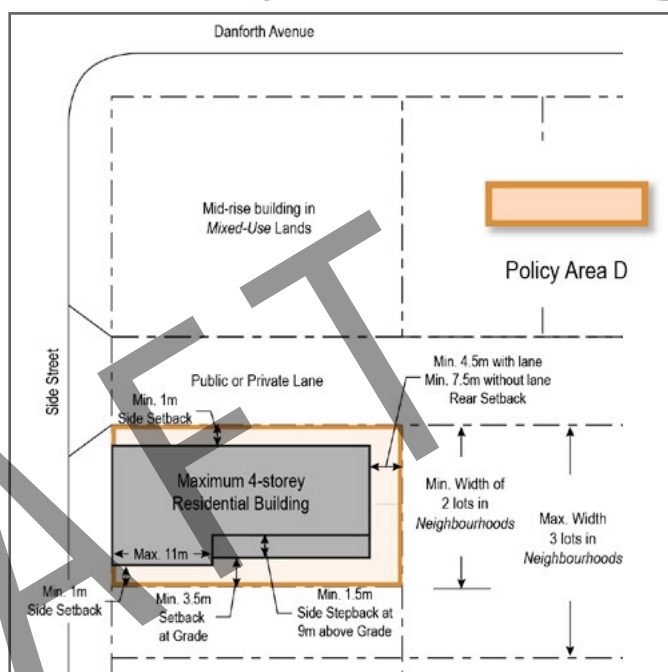 Danforth Avenue
Mid-rise building in
Mixed-Use Lands
Policy Area D
Side Street
Public or Private Lane
Min. 4.5m with lane
Min. 7.5m without lane
Rear Setback
Min. 1m
Side Setback
Maximum 4-storey
Residential Building
Min. Width of
2 lots in
Neighbourhoods
Max. Width
3 lots in
Neighbourhoods
Max. 11m
Min. 1m
Side Setback
Min. 3.5m
Setback
at Grade
Min. 1.5m
Side Stepback at
9m above Grade
AFT